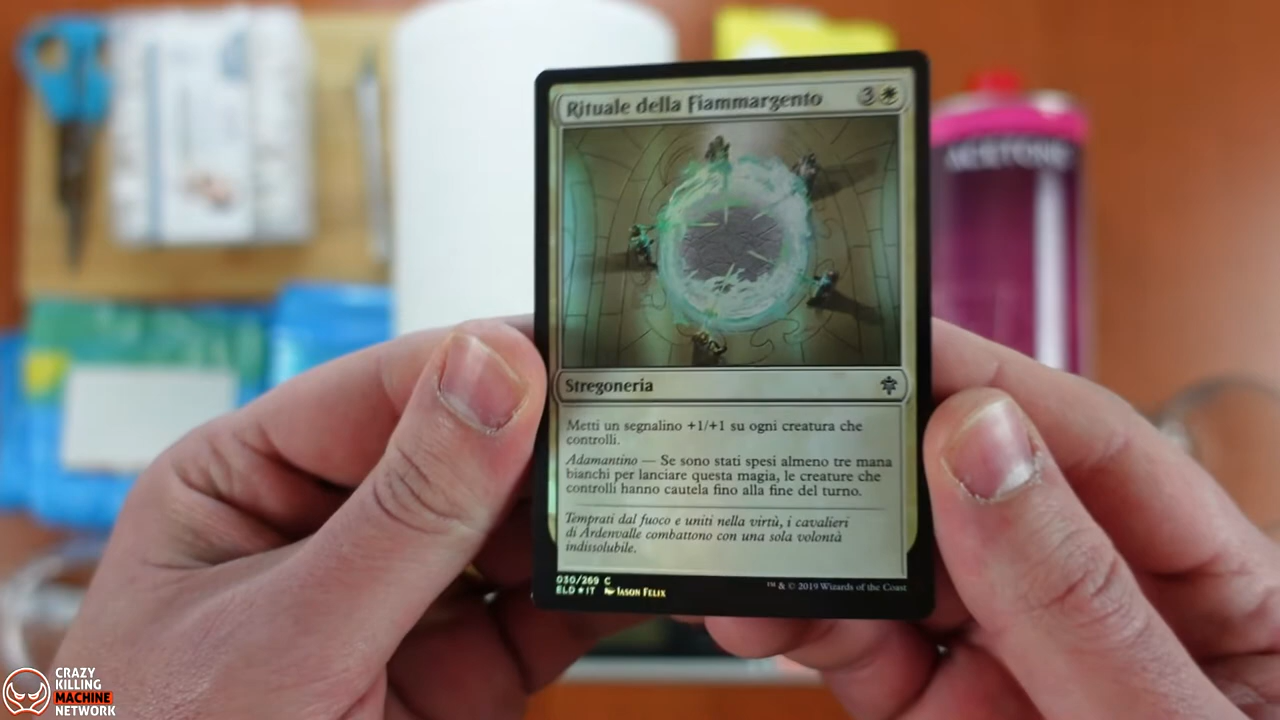 Rituale della Fiammargento 3
ACETONE
Stregoneria
Metti un segnalino +1/+1 su ogni creatura che
controlli.
Adamantino — Se sono stati spesi almeno tre mana
bianchi per lanciare questa magia, le creature che
controlli hanno cautela fino alla fine del turno.
Temprati dal fuoco e uniti nella virtù, i cavalieri
di Ardenvalle combattono con una sola volontà
indissolubile.
030/269 C
ELD★IT JASON FELIX
™ & © 2019 Wizards of the Coast
CRAZY
KILLING
MACHINE
NETWORK